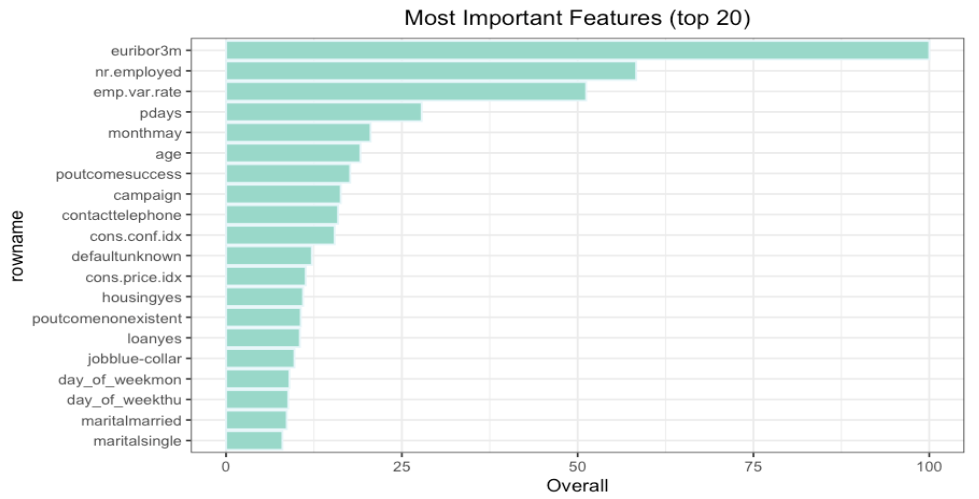 Most Important Features (top 20)
euribor3m
nr.employed
emp.var.rate
pdays
monthmay
age
poutcomesuccess
campaign
contacttelephone
cons.conf.idx
defaultunknown
cons.price.idx
housingyes
poutcomenonexistent
loanyes
jobblue-collar
day_of_weekmon
day_of_weekthu
maritalmarried
maritalsingle
rowname
0 25 50 75 100
Overall